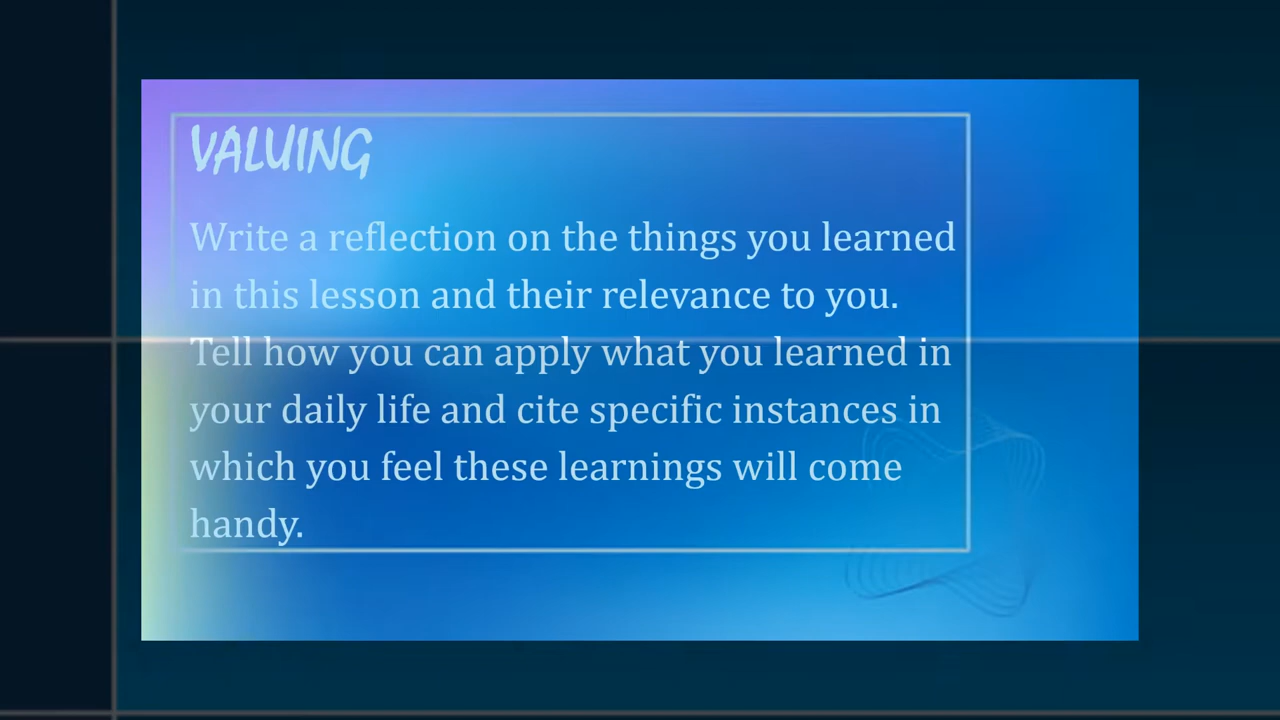 VALUING
Write a reflection on the things you learned
in this lesson and their relevance to you.
Tell how you can apply what you learned in
your daily life and cite specific instances in
which you feel these learnings will come
handy.